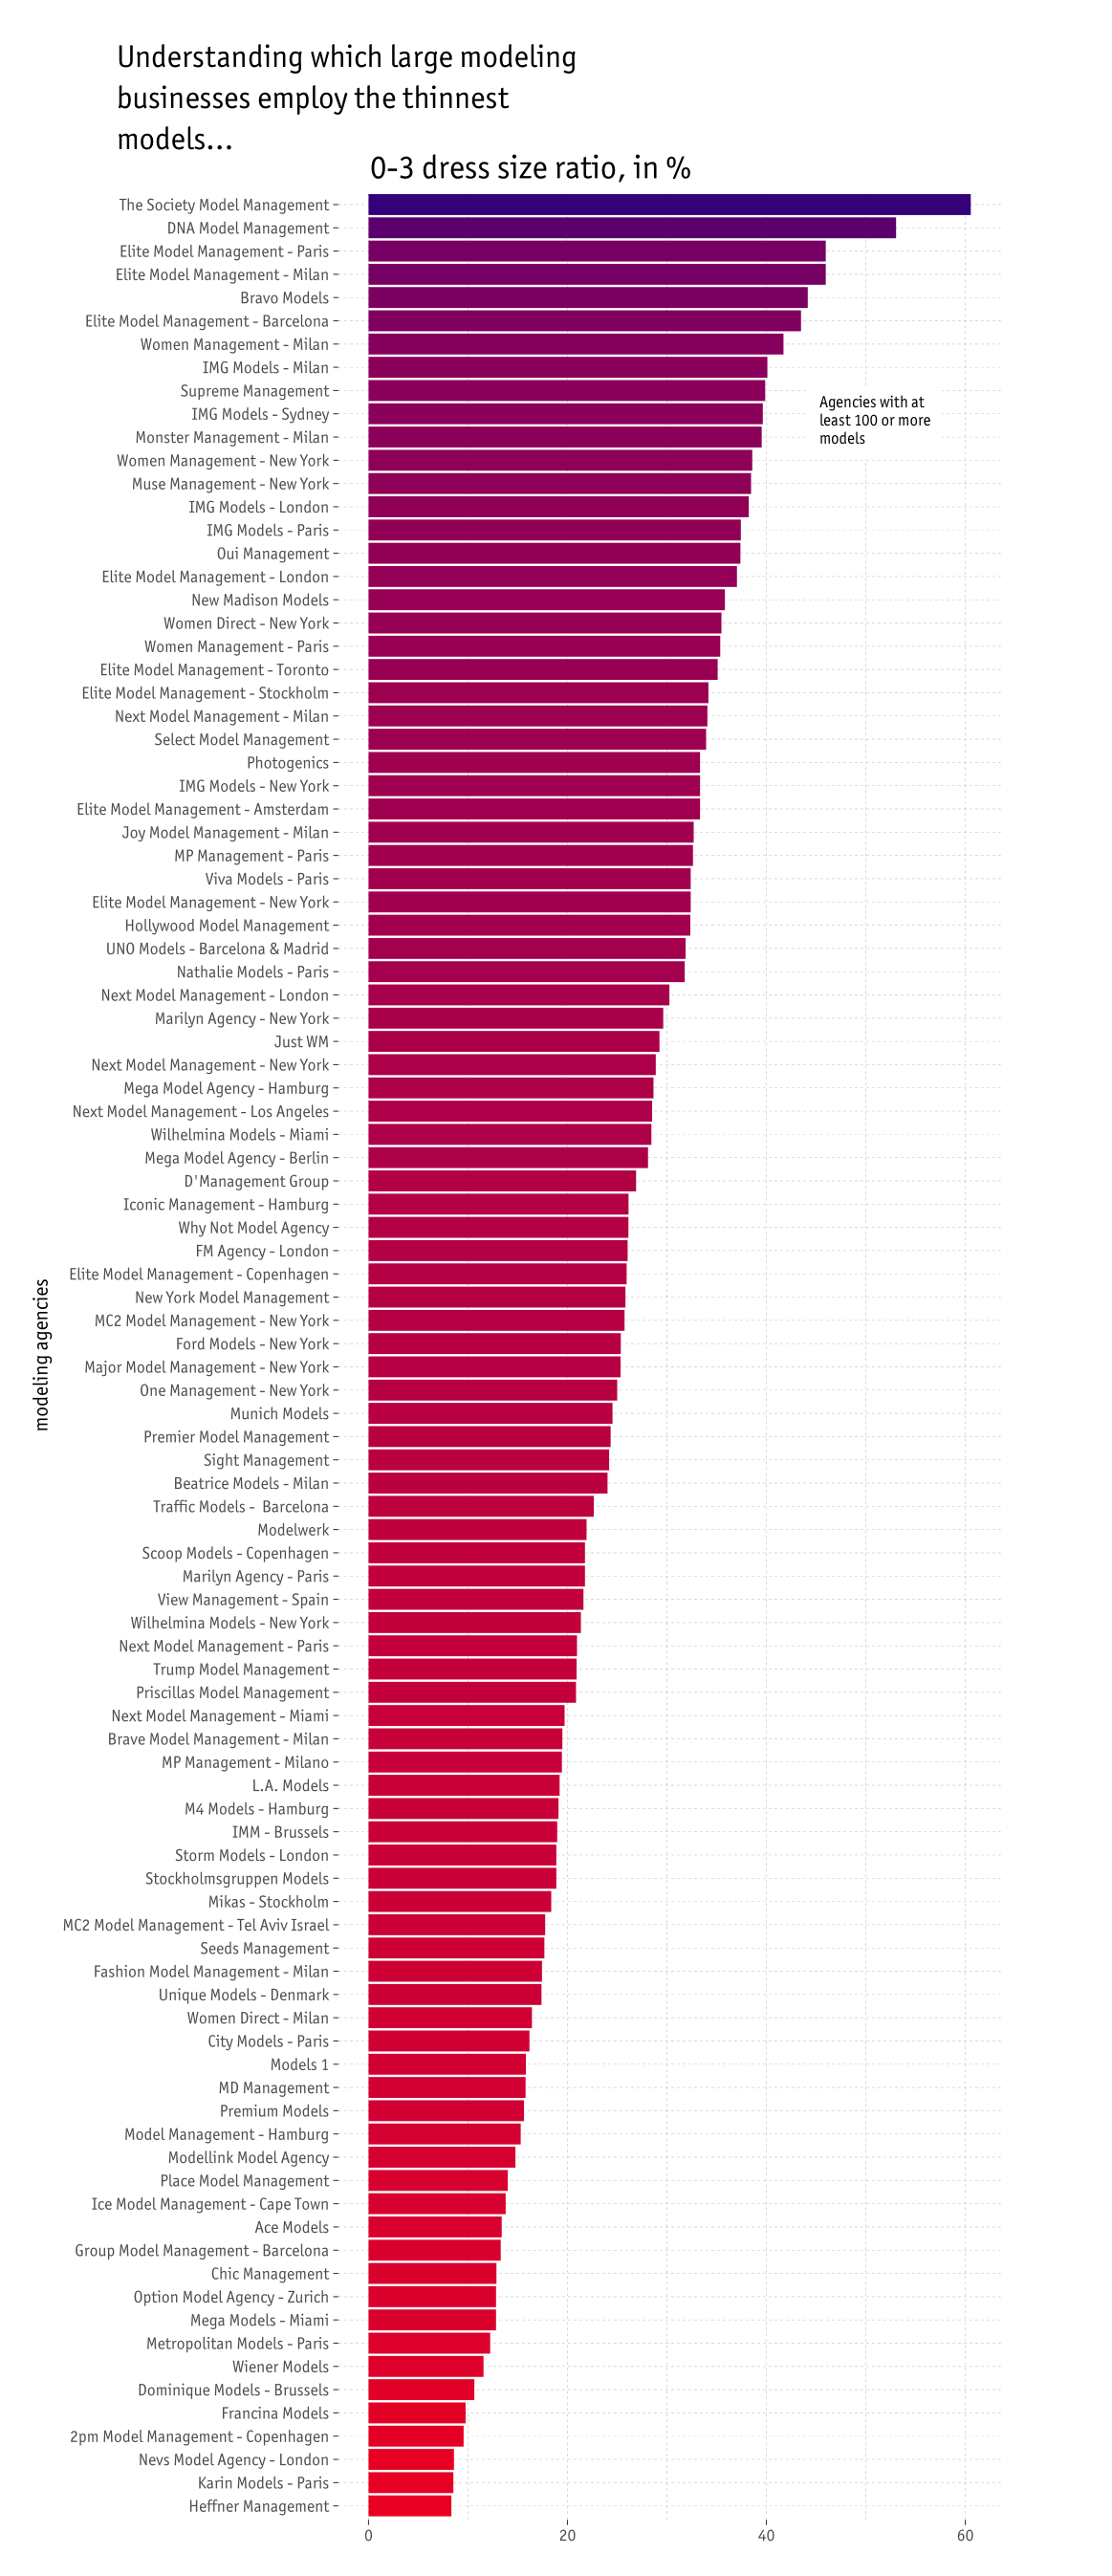 Understanding which large modeling
businesses employ the thinnest
models...
0-3 dress size ratio, in %
The Society Model Management
DNA Model Management
Elite Model Management - Paris
Elite Model Management - Milan
Bravo Models
Elite Model Management - Barcelona
Women Management - Milan
IMG Models - Milan
Supreme Management
IMG Models - Sydney
Monster Management - Milan
Women Management - New York
Muse Management - New York
IMG Models - London
IMG Models - Paris
Oui Management
Elite Model Management - London
New Madison Models
Women Direct - New York
Women Management - Paris
Elite Model Management - Toronto
Elite Model Management - Stockholm
Next Model Management - Milan
Select Model Management
Photogenics
IMG Models - New York
Elite Model Management - Amsterdam
Joy Model Management - Milan
MP Management - Paris
Viva Models - Paris
Elite Model Management - New York
Hollywood Model Management
UNO Models - Barcelona & Madrid
Nathalie Models - Paris
Next Model Management - London
Marilyn Agency - New York
Just WM
Next Model Management - New York
Mega Model Agency - Hamburg
Next Model Management - Los Angeles
Wilhelmina Models - Miami
Mega Model Agency - Berlin
D'Management Group
Iconic Management - Hamburg
Why Not Model Agency
FM Agency - London
Elite Model Management - Copenhagen
New York Model Management
MC2 Model Management - New York
Ford Models - New York
Major Model Management - New York
One Management - New York
Munich Models
Premier Model Management
Sight Management
Beatrice Models - Milan
Traffic Models -  Barcelona
Modelwerk
Scoop Models - Copenhagen
Marilyn Agency - Paris
View Management - Spain
Wilhelmina Models - New York
Next Model Management - Paris
Trump Model Management
Priscillas Model Management
Next Model Management - Miami
Brave Model Management - Milan
MP Management - Milano
L.A. Models
M4 Models - Hamburg
IMM - Brussels
Storm Models - London
Stockholmsgruppen Models
Mikas - Stockholm
MC2 Model Management - Tel Aviv Israel
Seeds Management
Fashion Model Management - Milan
Unique Models - Denmark
Women Direct - Milan
City Models - Paris
Models 1
MD Management
Premium Models
Model Management - Hamburg
Modellink Model Agency
Place Model Management
Ice Model Management - Cape Town
Ace Models
Group Model Management - Barcelona
Chic Management
Option Model Agency - Zurich
Mega Models - Miami
Metropolitan Models - Paris
Wiener Models
Dominique Models - Brussels
Francina Models
2pm Model Management - Copenhagen
Nevs Model Agency - London
Karin Models - Paris
Heffner Management
Agencies with at
least 100 or more
models
modeling agencies
0 20 40 60